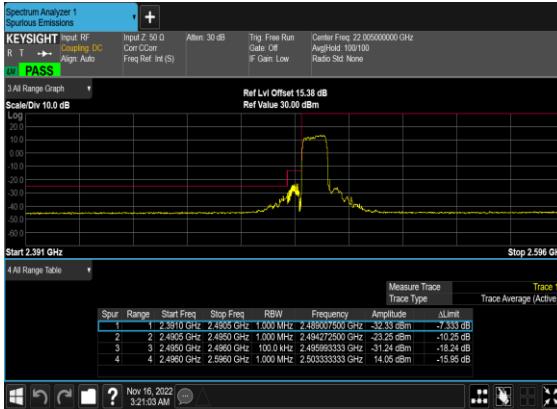 Spectrum Analyzer 1
Spurious Emissions
KEYSIGHT
R T
Input: RF
Coupling: DC
Align: Auto
Input Z: 50 Ω
Corr CCorr
Freq Ref: Int (S)
Atten: 30 dB
Trig: Free Run
Gate: Off
IF Gain: Low
Center Freq: 22.005000000 GHz
Avg|Hold: 100/100
Radio Std: None
PASS
3 All Range Graph
Scale/Div 10.0 dB
Ref Lvl Offset 15.38 dB
Ref Value 30.00 dBm
Log
20.0
10.0
0.00
-10.0
-20.0
-30.0
-40.0
-50.0
-60.0
Start 2.391 GHz
Stop 2.596 GHz
4 All Range Table
Measure Trace Trace 1
Trace Type Trace Average (Active
Spur Range Start Freq Stop Freq RBW Frequency Amplitude ΔLimit
1 1 2.3910 GHz 2.4905 GHz 1.000 MHz 2.489007500 GHz -32.33 dBm -7.333 dB
2 2 2.4905 GHz 2.4950 GHz 1.000 MHz 2.494272500 GHz -23.25 dBm -10.25 dB
3 3 2.4950 GHz 2.4960 GHz 100.0 kHz 2.495993333 GHz -31.24 dBm -18.24 dB
4 4 2.4960 GHz 2.5960 GHz 1.000 MHz 2.503333333 GHz 14.05 dBm -15.95 dB
Nov 16, 2022
3:21:03 AM